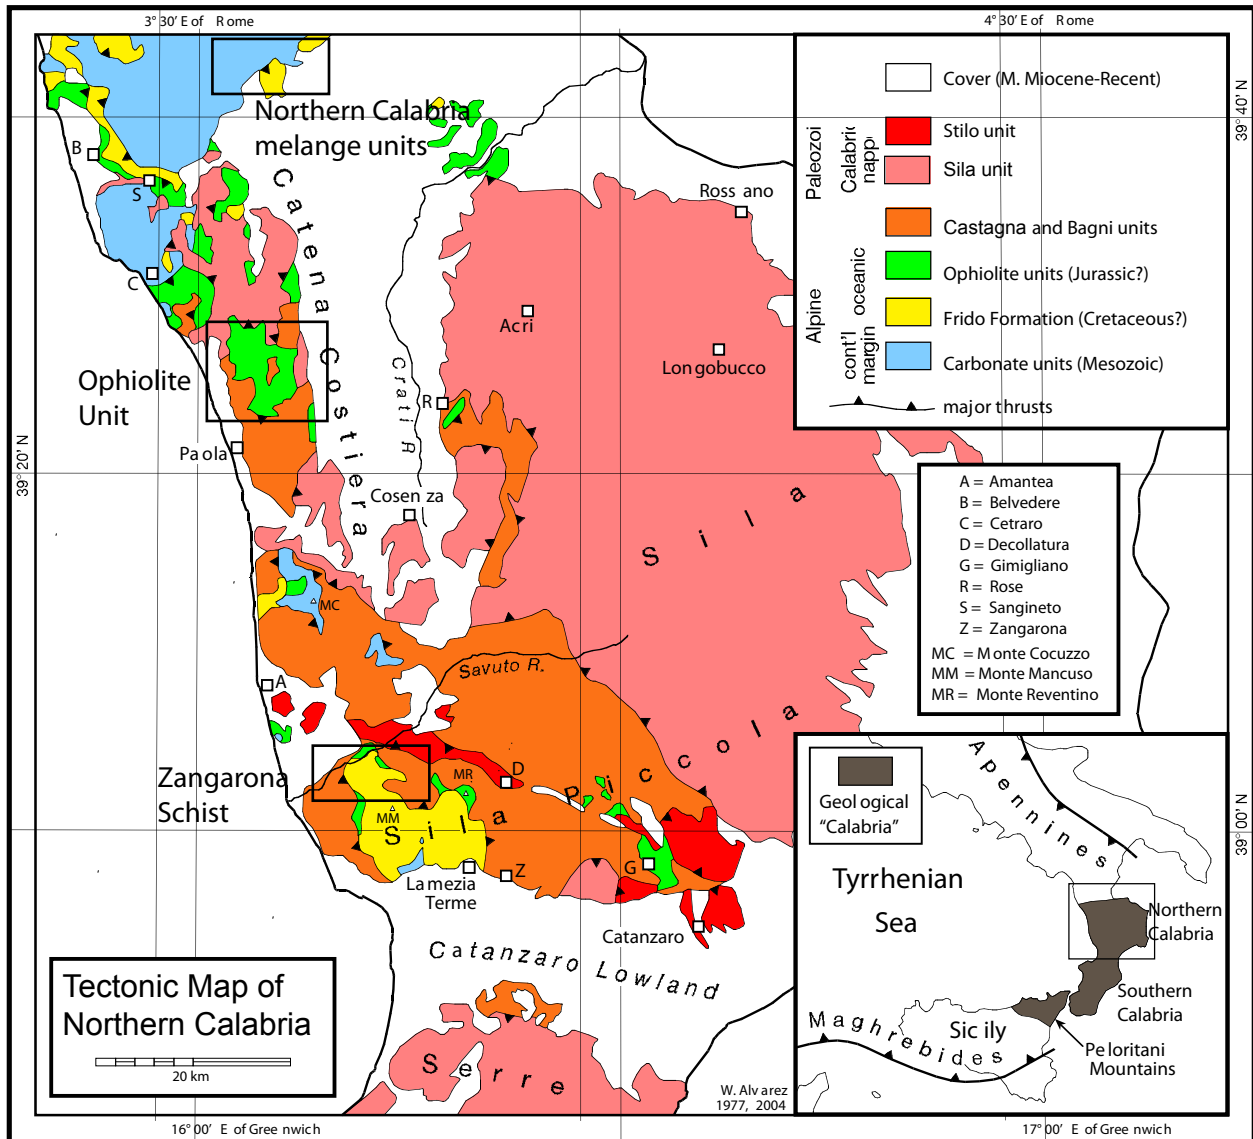 3° 30' E of Rome
4° 30' E of Rome
39° 40' N
39° 20' N
39° 00' N
16° 00' E of Greenwich
17° 00' E of Greenwich
Northern Calabria
melange units
Catena Costiera
Crati R
B
S
C
Ophiolite
Unit
Paola
Cosenza
R
Acri
Rossano
Longobucco
Sila
MC
A
Savuto R.
Zangarona
Schist
MM
MR
D
Sila Piccola
G
Z
Lamezia
Terme
Catanzaro
Catanzaro Lowland
Serre
W. Alvarez
1977, 2004
Tectonic Map of
Northern Calabria
20 km
Cover (M. Miocene-Recent)
Paleozoi
Calabri
napp
Stilo unit
Sila unit
Castagna and Bagni units
Alpine
oceanic
Ophiolite units (Jurassic?)
Frido Formation (Cretaceous?)
cont'l
margin
Carbonate units (Mesozoic)
major thrusts
A = Amantea
B = Belvedere
C = Cetraro
D = Decollatura
G = Gimigliano
R = Rose
S = Sangineto
Z = Zangarona
MC = Monte Cocuzzo
MM = Monte Mancuso
MR = Monte Reventino
Geological
"Calabria"
Apennines
Tyrrhenian
Sea
Northern
Calabria
Southern
Calabria
Sicily
Maghrebides
Peloritani
Mountains